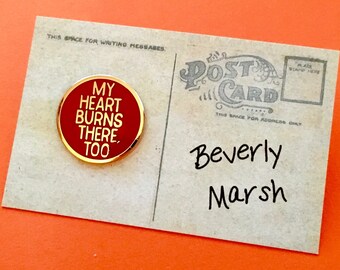 THIS SPACE FOR WRITING MESSAGES.
POST CARD
THIS SPACE FOR ADDRESS ONLY.
MY
HEART
BURNS
THERE,
TOO
Beverly
Marsh